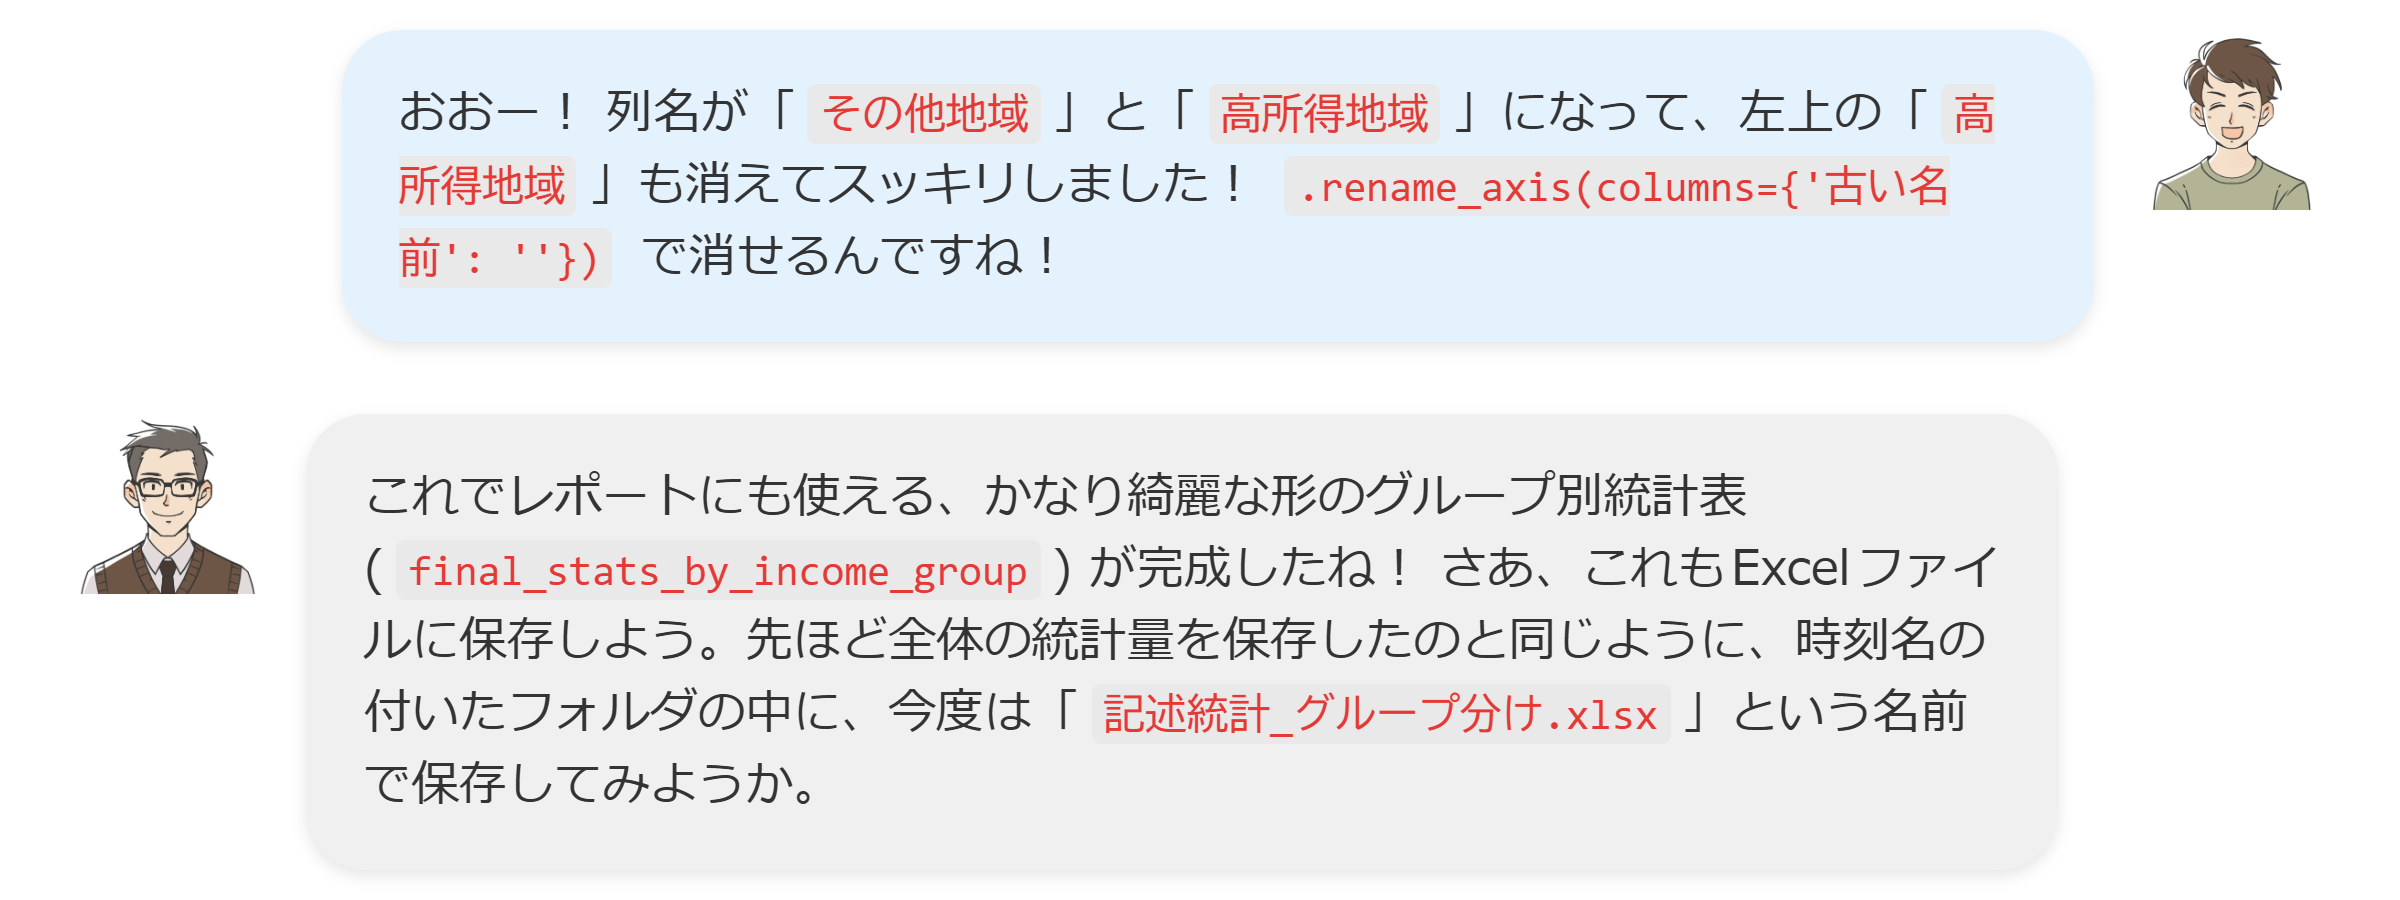 おおー！ 列名が「 その他地域 」と「 高所得地域 」になって、左上の「 高
所得地域 」も消えてスッキリしました！ .rename_axis(columns={'古い名
前': ''}) で消せるんですね！
これでレポートにも使える、かなり綺麗な形のグループ別統計表
( final_stats_by_income_group ) が完成したね！ さあ、これもExcelファイ
ルに保存しよう。先ほど全体の統計量を保存したのと同じように、時刻名の
付いたフォルダの中に、今度は「 記述統計_グループ分け.xlsx 」という名前
で保存してみようか。